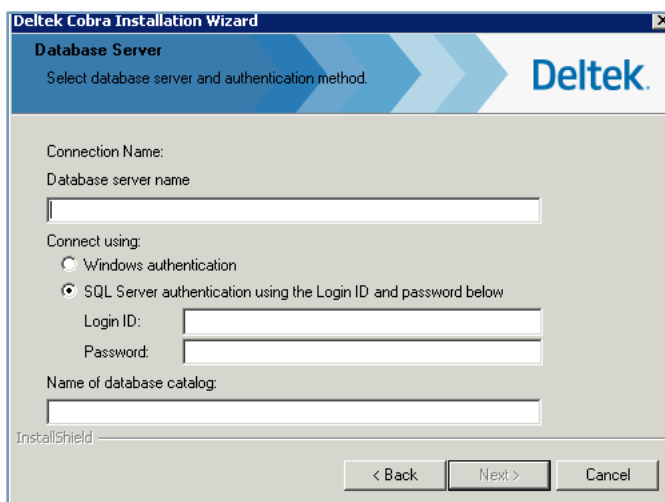 Deltek Cobra Installation Wizard
Database Server
Select database server and authentication method.
Deltek.
Connection Name:
Database server name
Connect using:
Windows authentication
SQL Server authentication using the Login ID and password below
Login ID:
Password:
Name of database catalog:
InstallShield
< Back
Next >
Cancel